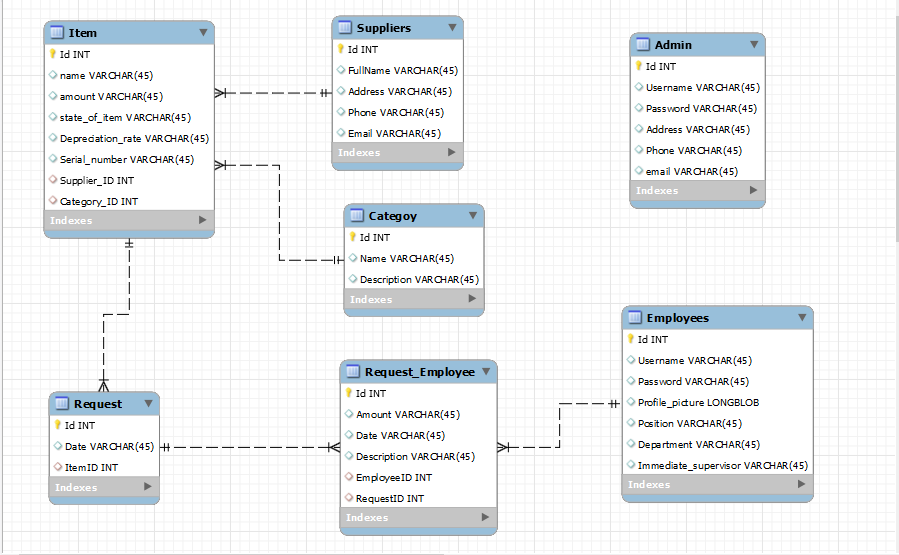 Item
Id INT
name VARCHAR(45)
amount VARCHAR(45)
state_of_item VARCHAR(45)
Depreciation_rate VARCHAR(45)
Serial_number VARCHAR(45)
Supplier_ID INT
Category_ID INT
Indexes
Suppliers
Id INT
FullName VARCHAR(45)
Address VARCHAR(45)
Phone VARCHAR(45)
Email VARCHAR(45)
Indexes
Admin
Id INT
Username VARCHAR(45)
Password VARCHAR(45)
Address VARCHAR(45)
Phone VARCHAR(45)
email VARCHAR(45)
Indexes
Categoy
Id INT
Name VARCHAR(45)
Description VARCHAR(45)
Indexes
Employees
Id INT
Username VARCHAR(45)
Password VARCHAR(45)
Profile_picture LONGBLOB
Position VARCHAR(45)
Department VARCHAR(45)
Immediate_supervisor VARCHAR(45)
Indexes
Request_Employee
Id INT
Amount VARCHAR(45)
Date VARCHAR(45)
Description VARCHAR(45)
EmployeeID INT
RequestID INT
Indexes
Request
Id INT
Date VARCHAR(45)
ItemID INT
Indexes